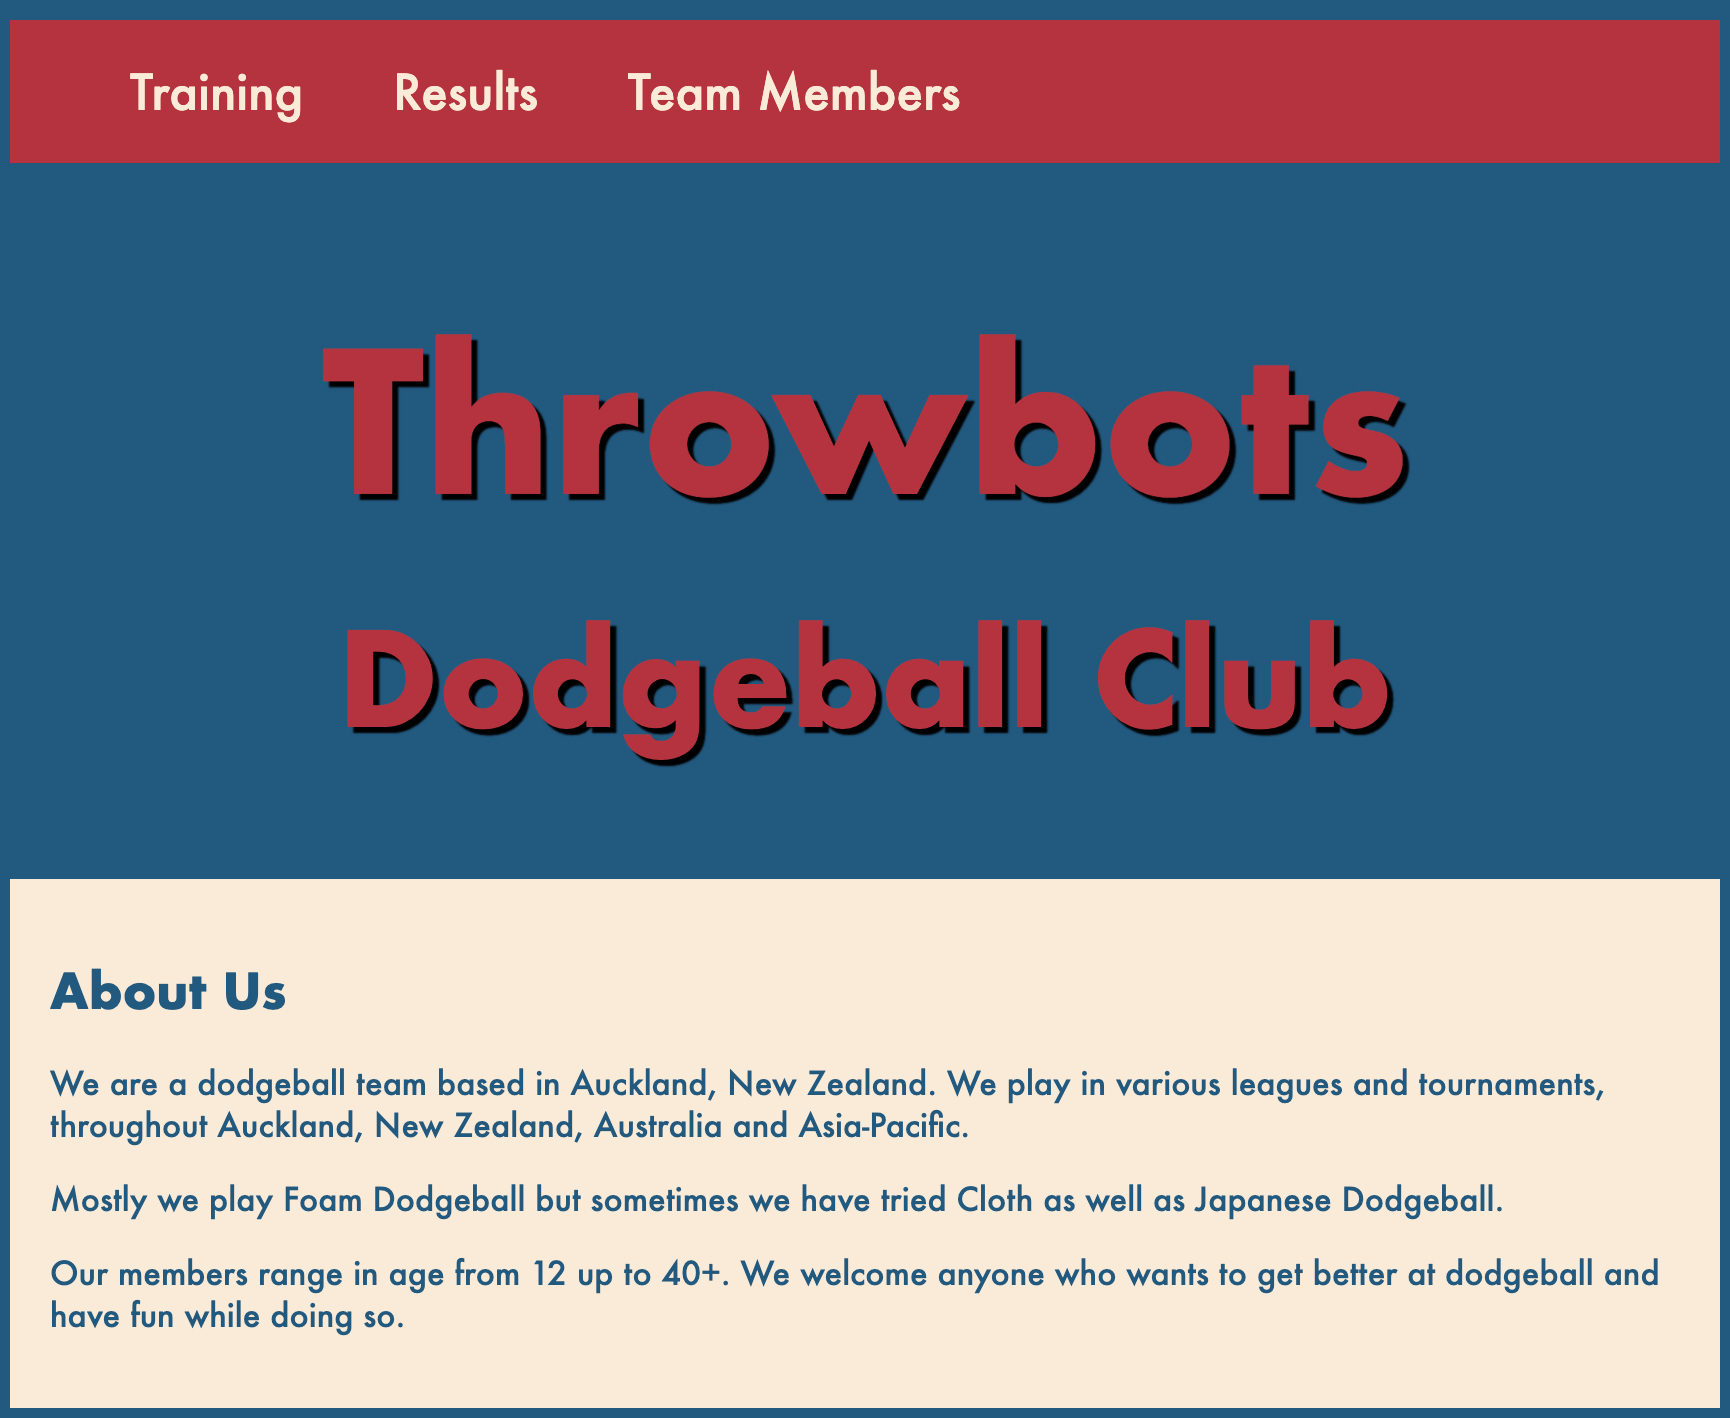 Training Results Team Members
Throwbots
Dodgeball Club
About Us
We are a dodgeball team based in Auckland, New Zealand. We play in various leagues and tournaments,
throughout Auckland, New Zealand, Australia and Asia-Pacific.
Mostly we play Foam Dodgeball but sometimes we have tried Cloth as well as Japanese Dodgeball.
Our members range in age from 12 up to 40+. We welcome anyone who wants to get better at dodgeball and
have fun while doing so.